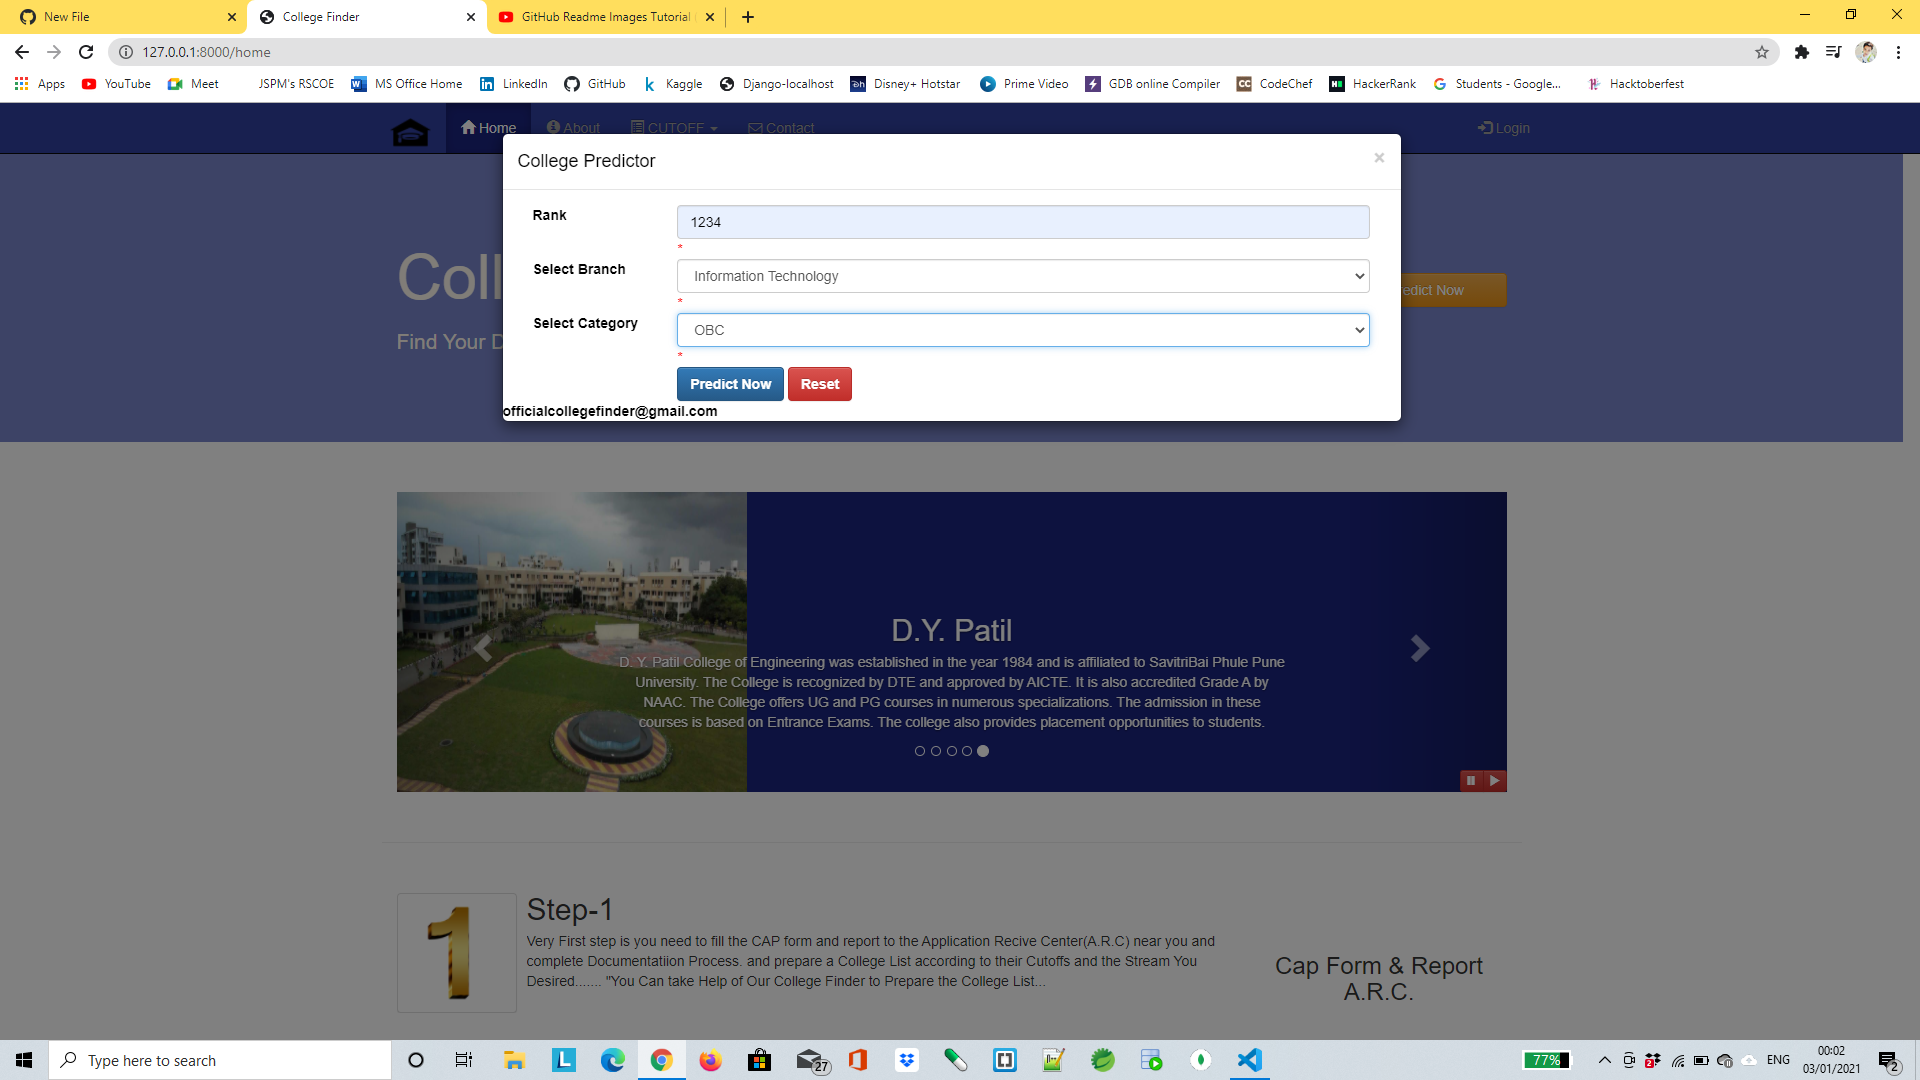 New File
College Finder
GitHub Readme Images Tutorial
127.0.0.1:8000/home
Apps
YouTube
Meet
JSPM's RSCOE
MS Office Home
LinkedIn
GitHub
Kaggle
Django-localhost
Disney+ Hotstar
Prime Video
GDB online Compiler
CodeChef
HackerRank
Students - Google...
Hacktoberfest
Home
About
CUTOFF
Contact
Login
College Predictor
×
Rank
1234
*
Select Branch
Information Technology
*
Select Category
OBC
*
Predict Now
Reset
officialcollegefinder@gmail.com
Coll
Find Your D
redict Now
D.Y. Patil
D. Y. Patil College of Engineering was established in the year 1984 and is affiliated to SavitriBai Phule Pune
University. The College is recognized by DTE and approved by AICTE. It is also accredited Grade A by
NAAC. The College offers UG and PG courses in numerous specializations. The admission in these
courses is based on Entrance Exams. The college also provides placement opportunities to students.
1
Step-1
Very First step is you need to fill the CAP form and report to the Application Recive Center(A.R.C) near you and
complete Documentatiion Process. and prepare a College List according to their Cutoffs and the Stream You
Desired....... "You Can take Help of Our College Finder to Prepare the College List...
Cap Form & Report
A.R.C.
Type here to search
27
77%
2
ENG
00:02
03/01/2021
2